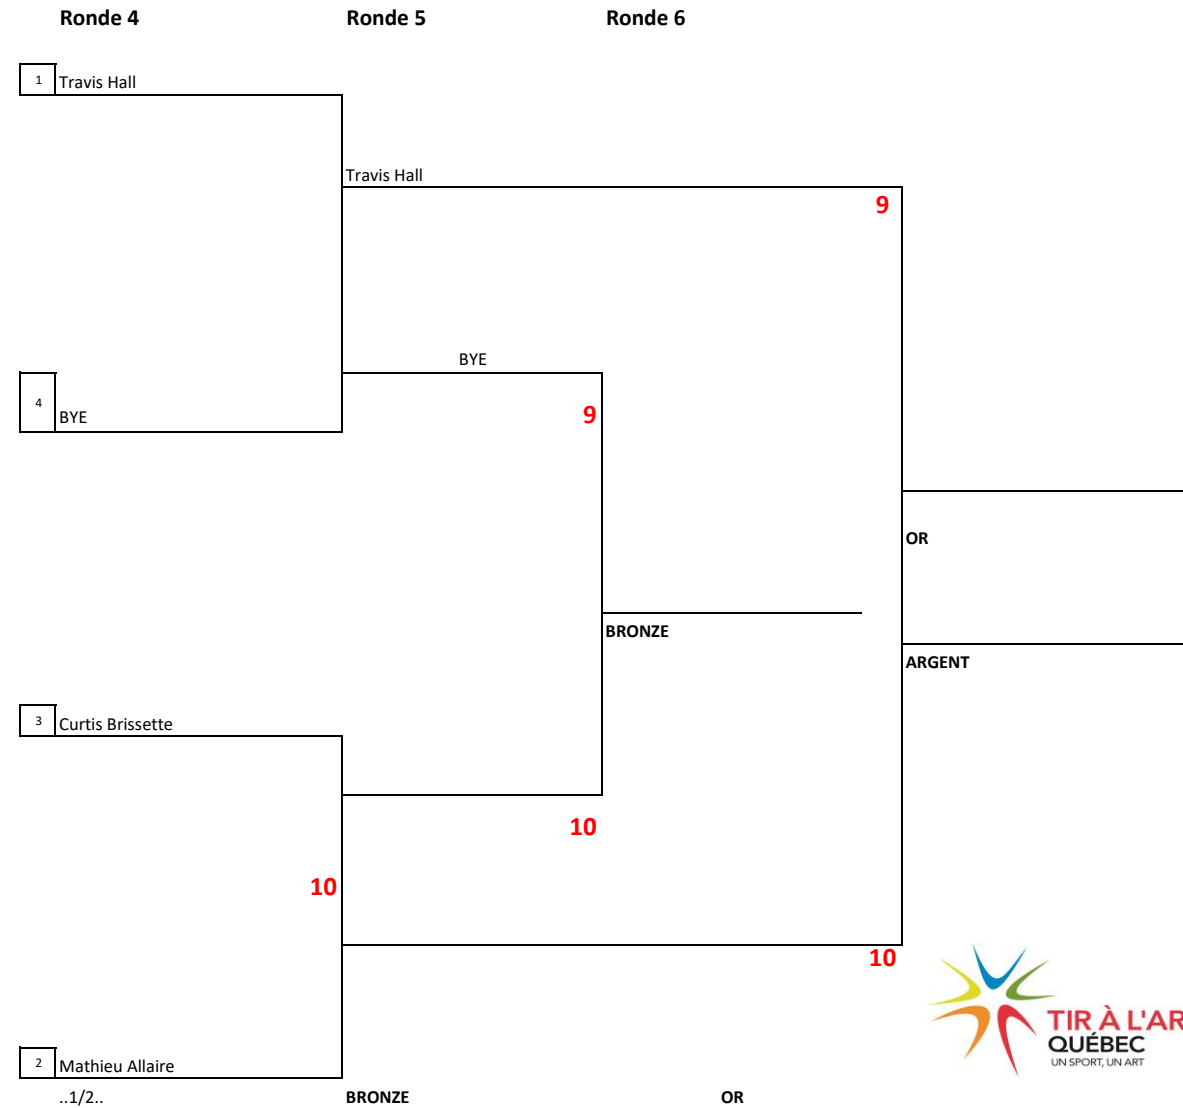 Ronde 4 Ronde 5 Ronde 6
1 Travis Hall
Travis Hall
9
BYE
4 BYE
9
OR
BRONZE
ARGENT
3 Curtis Brissette
10
10
10
TIR À L'AR
QUÉBEC
UN SPORT, UN ART
2 Mathieu Allaire
..1/2.. BRONZE OR